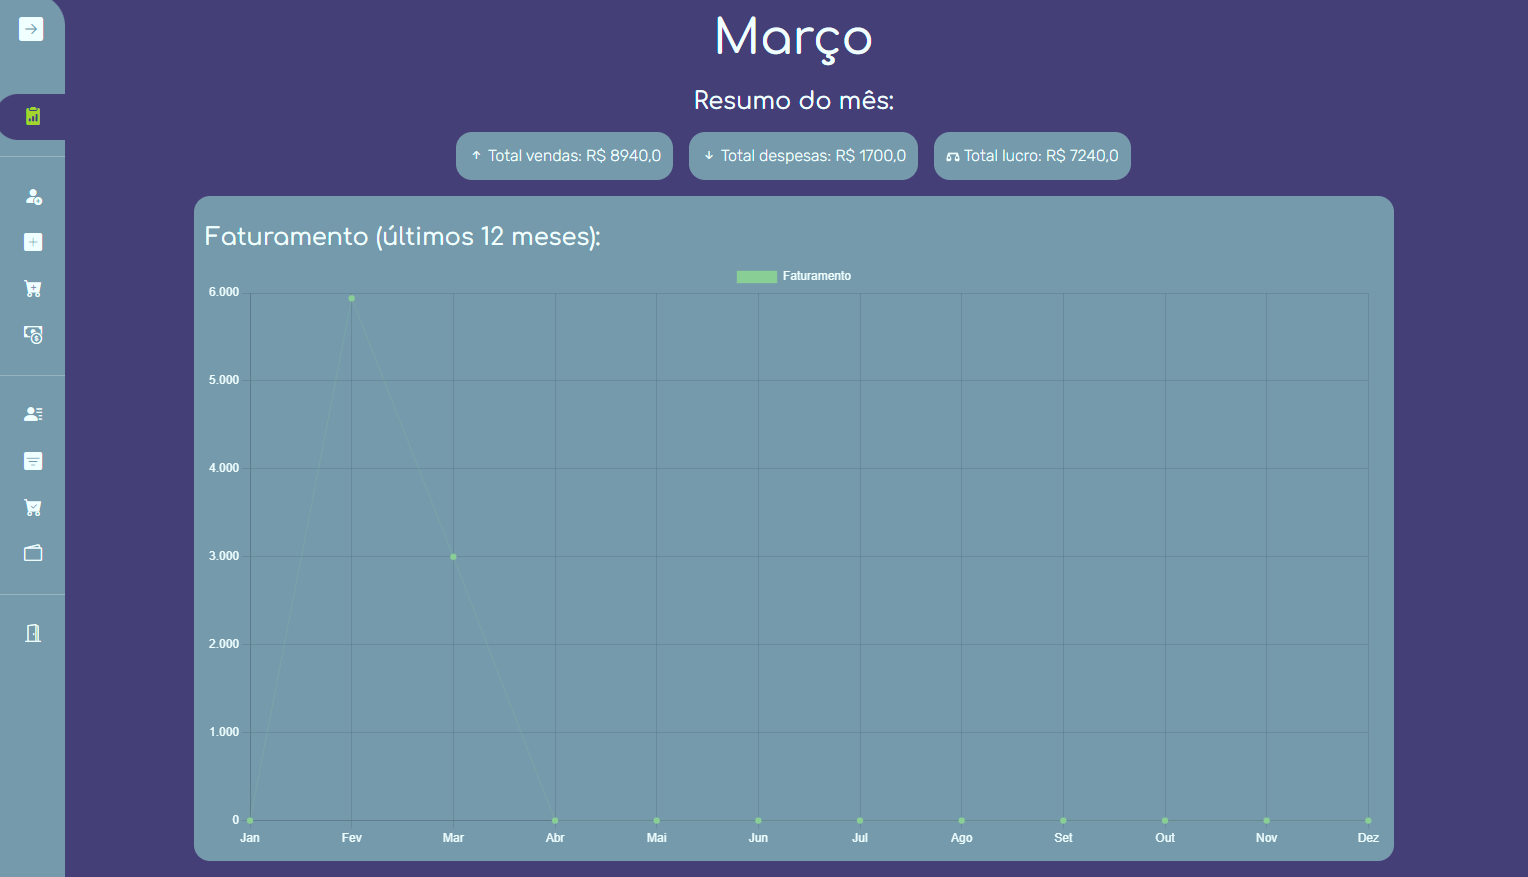 Março
Resumo do mês:
Total vendas: R$ 8940,0
Total despesas: R$ 1700,0
Total lucro: R$ 7240,0
Faturamento (últimos 12 meses):
Faturamento
6.000
5.000
4.000
3.000
2.000
1.000
0
Jan Fev Mar Abr Mai Jun Jul Ago Set Out Nov Dez